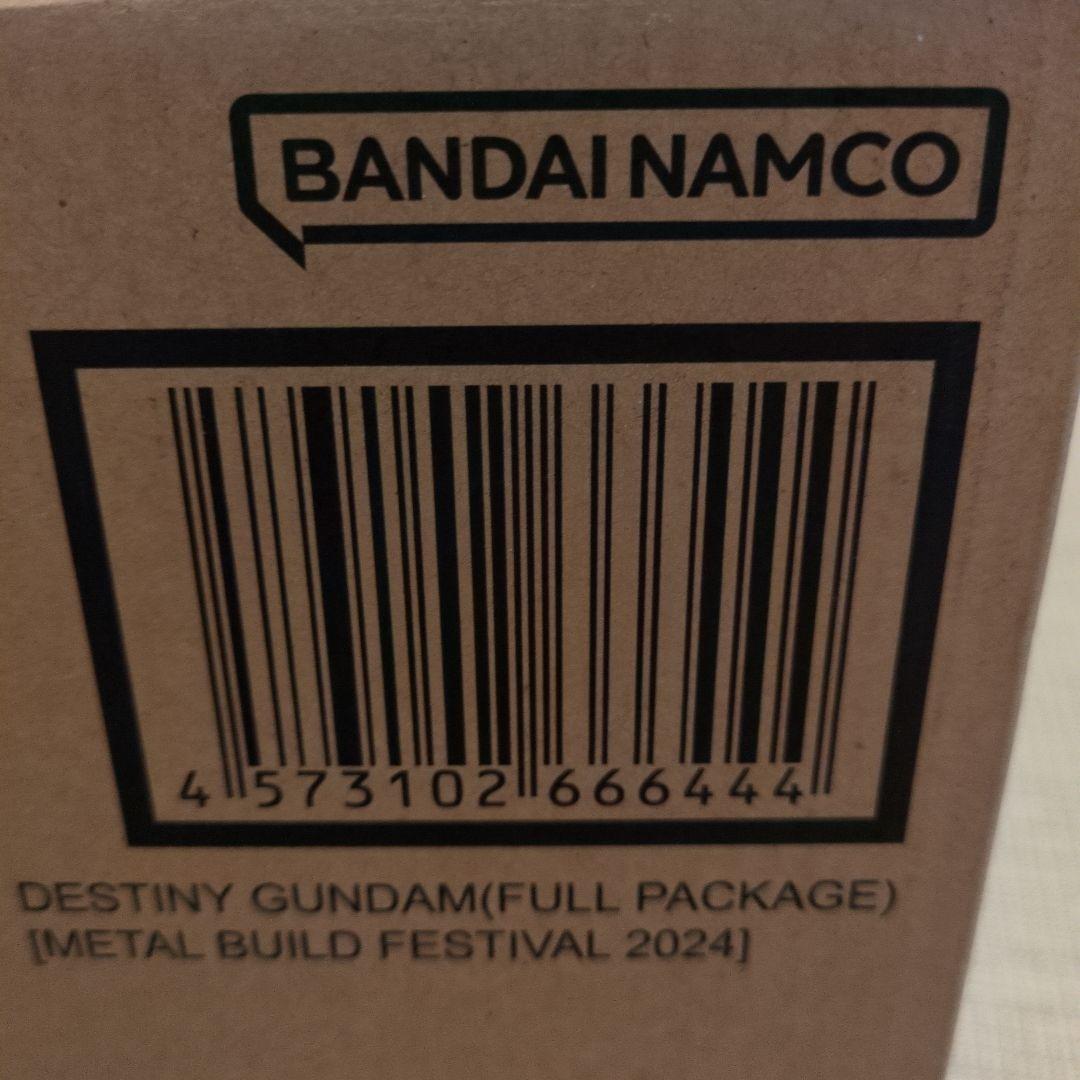 BANDAI NAMCO
4 573102 666444
DESTINY GUNDAM(FULL PACKAGE)
[METAL BUILD FESTIVAL 2024]